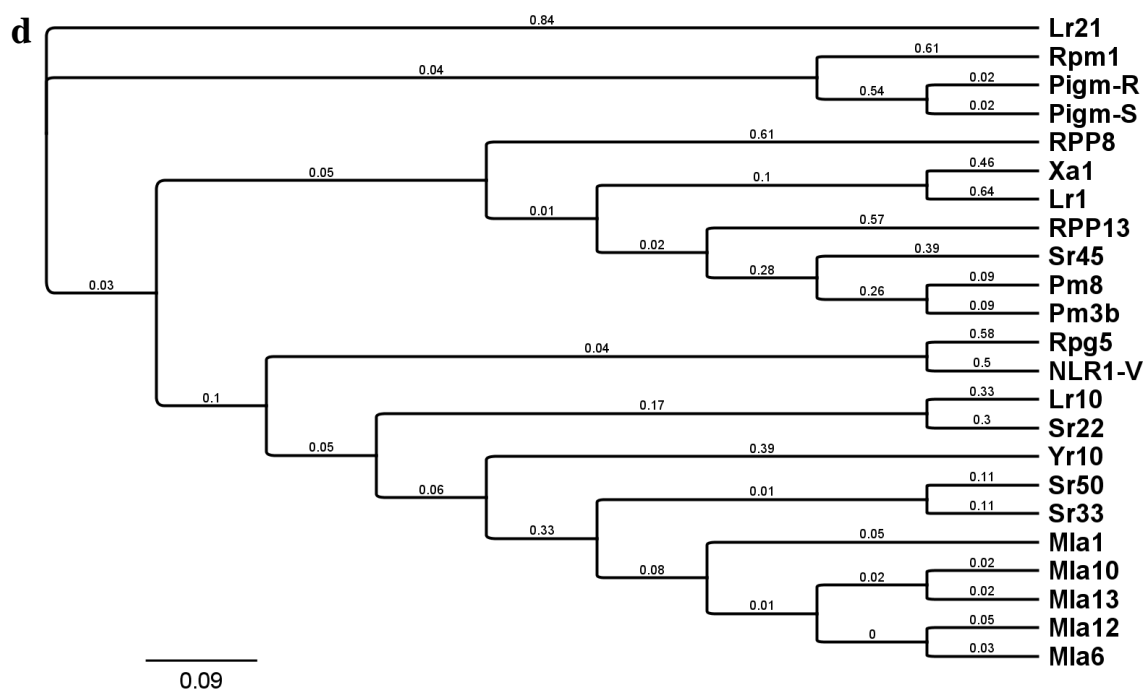 d
0.84 Lr21
0.61 Rpm1
0.04
0.02 Pigm-R
0.54
0.02 Pigm-S
0.61 RPP8
0.46 Xa1
0.05
0.1
0.64 Lr1
0.01
0.57 RPP13
0.02
0.39 Sr45
0.28
0.09 Pm8
0.03
0.26
0.09 Pm3b
0.58 Rpg5
0.04
0.5 NLR1-V
0.33 Lr10
0.1
0.17
0.3 Sr22
0.05
0.39 Yr10
0.11 Sr50
0.06
0.01
0.11 Sr33
0.33
0.05 Mla1
0.02 Mla10
0.08
0.02
0.02 Mla13
0.01
0.05 Mla12
0
0.03 Mla6
0.09